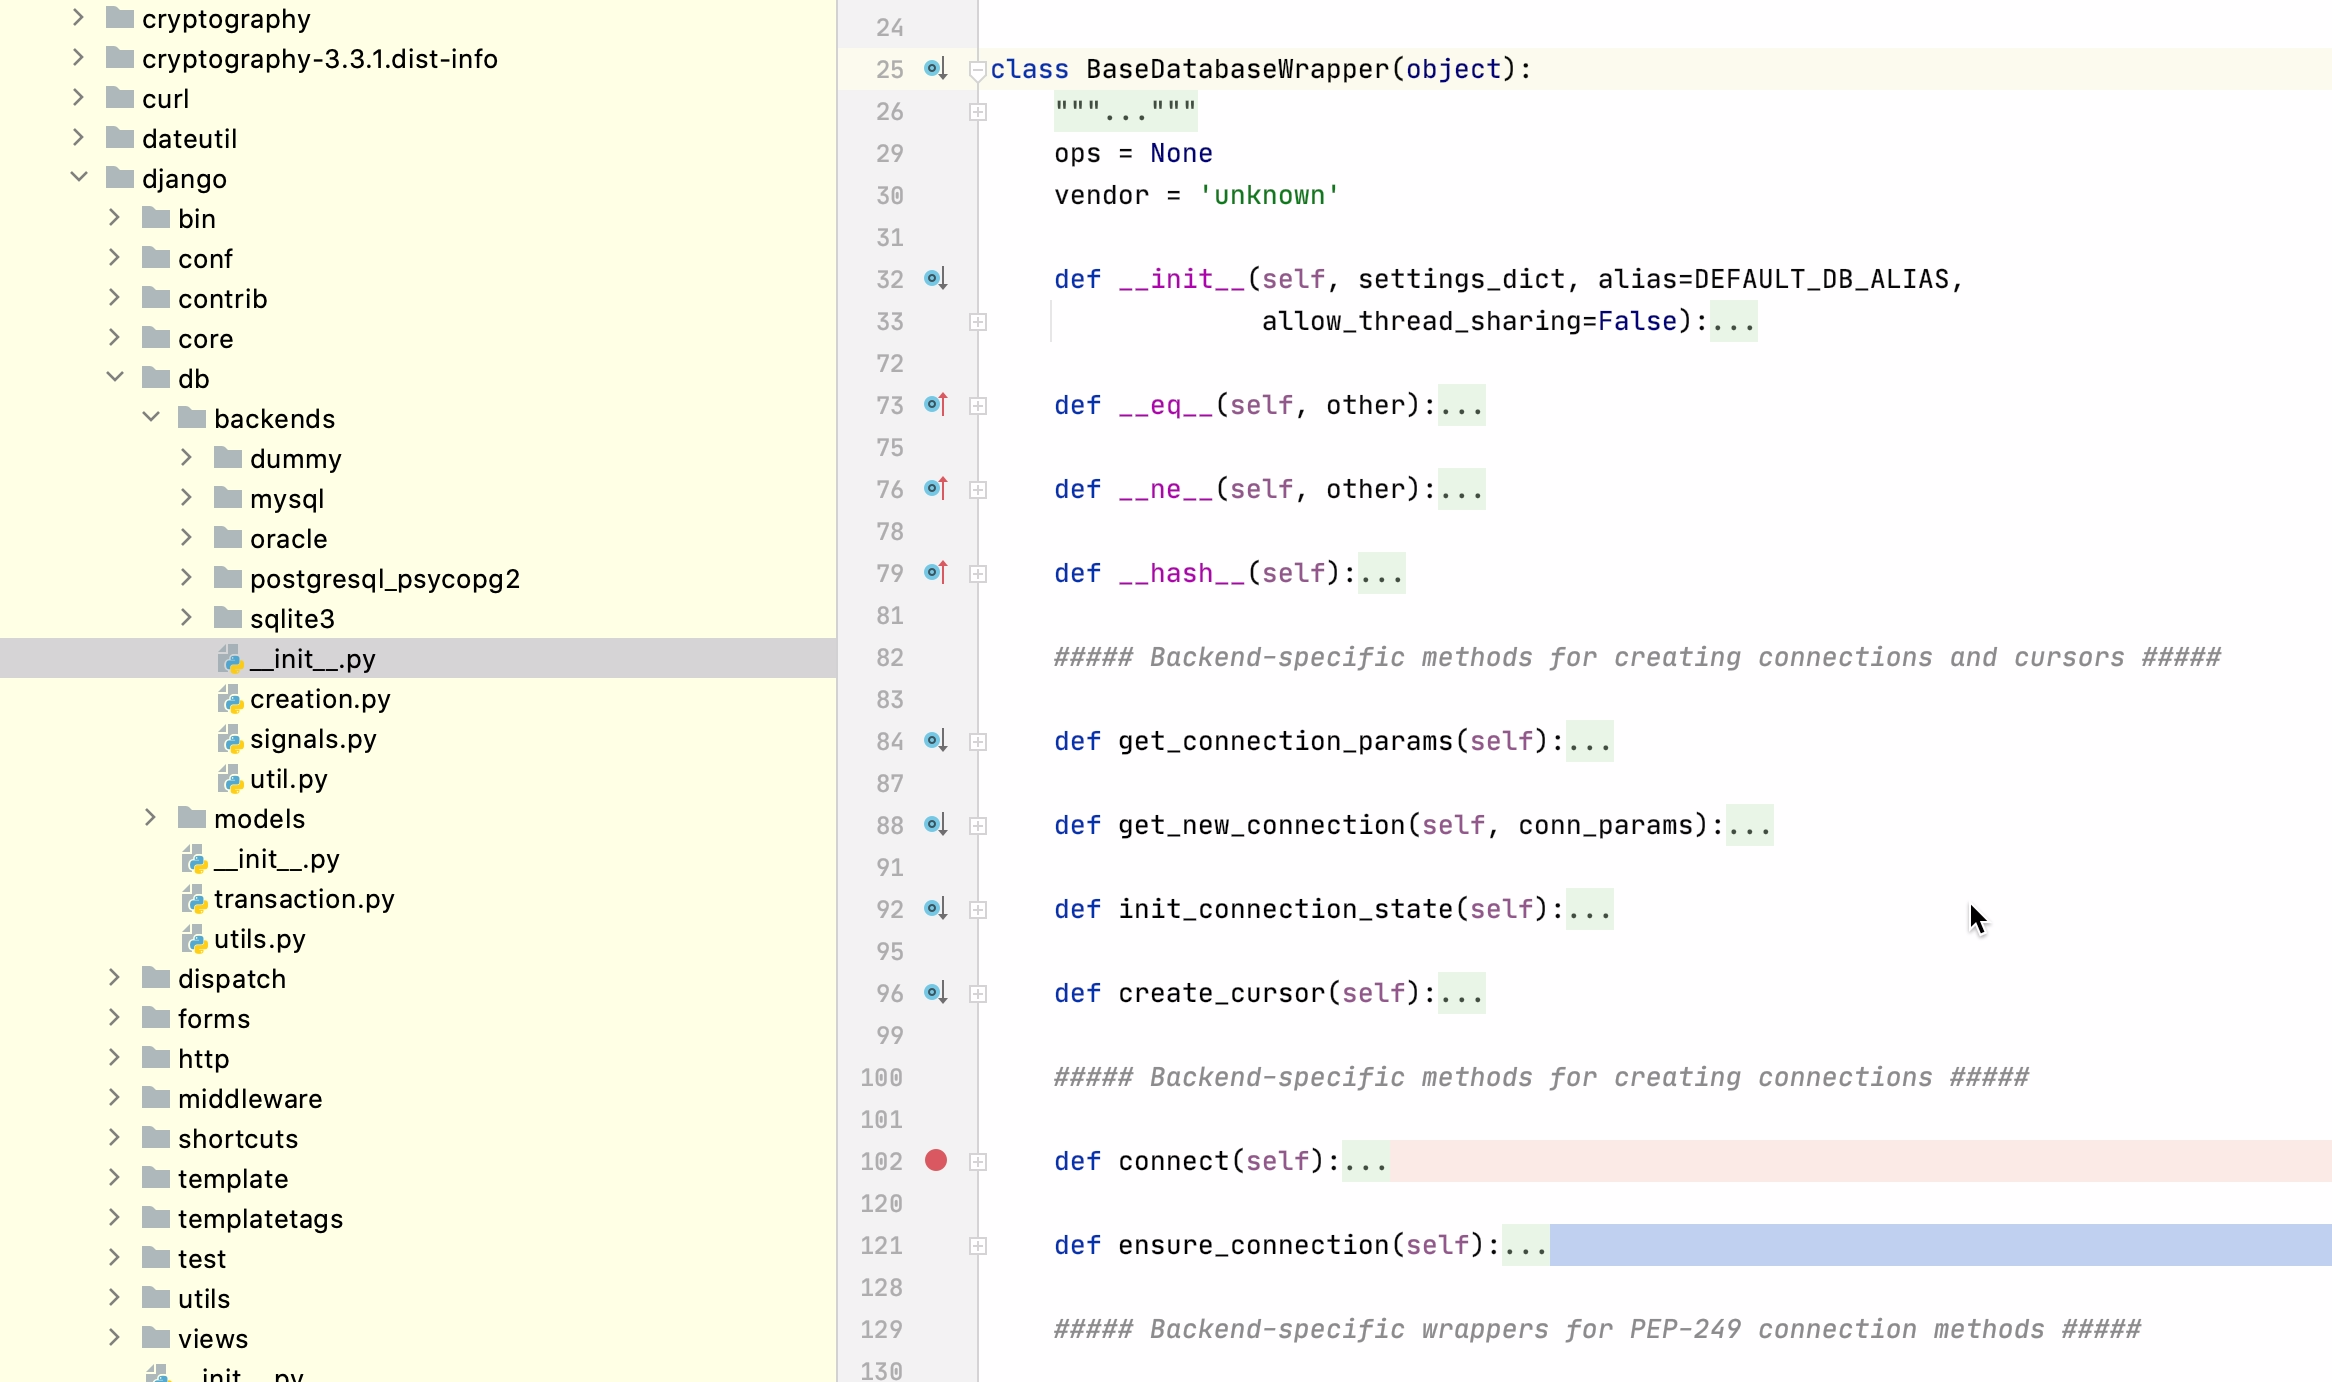 cryptography
cryptography-3.3.1.dist-info
curl
dateutil
django
bin
conf
contrib
core
db
backends
dummy
mysql
oracle
postgresql_psycopg2
sqlite3
__init__.py
creation.py
signals.py
util.py
models
__init__.py
transaction.py
utils.py
dispatch
forms
http
middleware
shortcuts
template
templatetags
test
utils
views
__init__.py
24
25 class BaseDatabaseWrapper(object):
26 """..."""
29 ops = None
30 vendor = 'unknown'
31
32 def __init__(self, settings_dict, alias=DEFAULT_DB_ALIAS,
33 allow_thread_sharing=False):...
72
73 def __eq__(self, other):...
75
76 def __ne__(self, other):...
78
79 def __hash__(self):...
81
82 ##### Backend-specific methods for creating connections and cursors #####
83
84 def get_connection_params(self):...
87
88 def get_new_connection(self, conn_params):...
91
92 def init_connection_state(self):...
95
96 def create_cursor(self):...
99
100 ##### Backend-specific methods for creating connections #####
101
102 def connect(self):...
120
121 def ensure_connection(self):...
128
129 ##### Backend-specific wrappers for PEP-249 connection methods #####
130